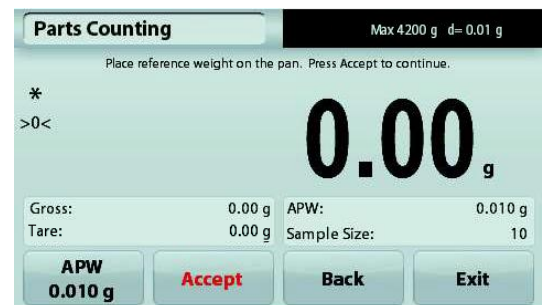 Parts Counting
Max 4200 g d= 0.01 g
Place reference weight on the pan. Press Accept to continue.
*
>0<
0.00 g
Gross: 0.00 g APW: 0.010 g
Tare: 0.00 g Sample Size: 10
APW
0.010 g
Accept
Back
Exit